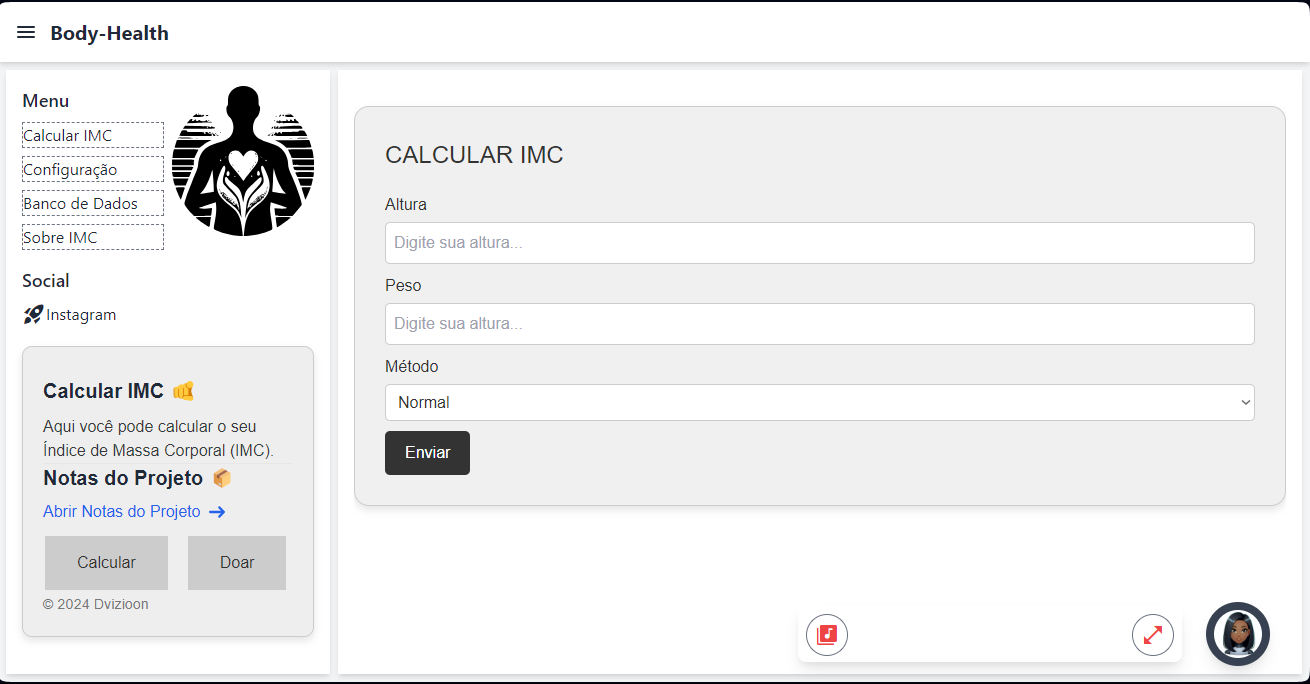 Body-Health
Menu
Calcular IMC
Configuração
Banco de Dados
Sobre IMC
Social
Instagram
Calcular IMC
Aqui você pode calcular o seu
Índice de Massa Corporal (IMC).
Notas do Projeto
Abrir Notas do Projeto
Calcular
Doar
© 2024 Dvizioon
CALCULAR IMC
Altura
Digite sua altura...
Peso
Digite sua altura...
Método
Normal
Enviar